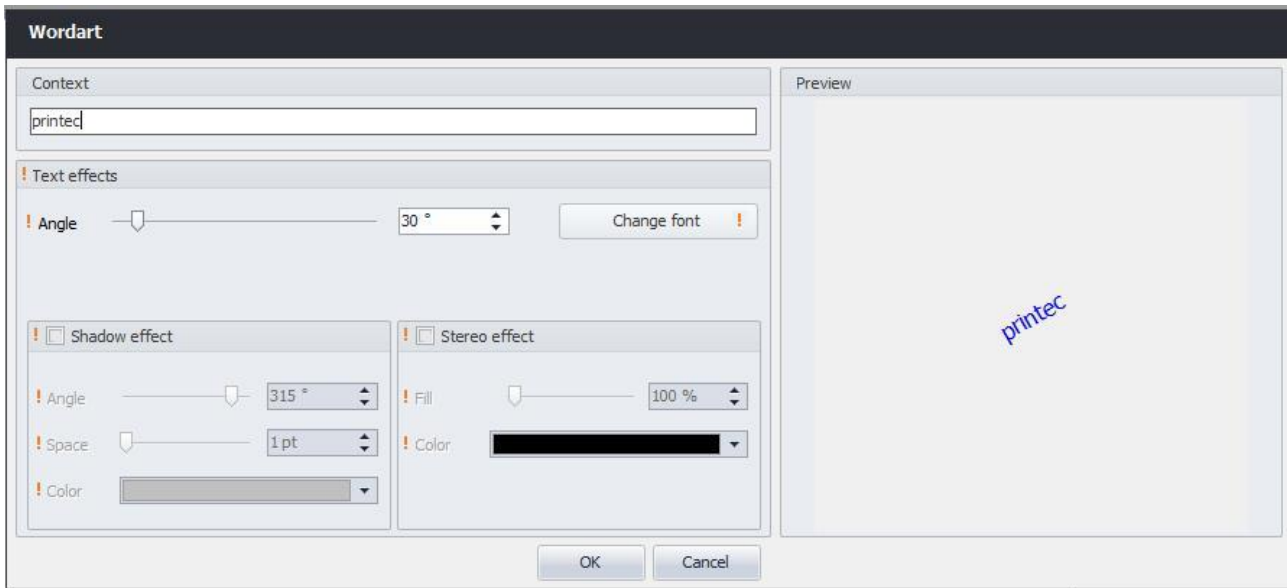 Wordart
Context
printec
! Text effects
! Angle 30 ° Change font !
! Shadow effect
! Angle 315 °
! Space 1 pt
! Color
! Stereo effect
! Fill 100 %
! Color
OK Cancel
Preview
printec